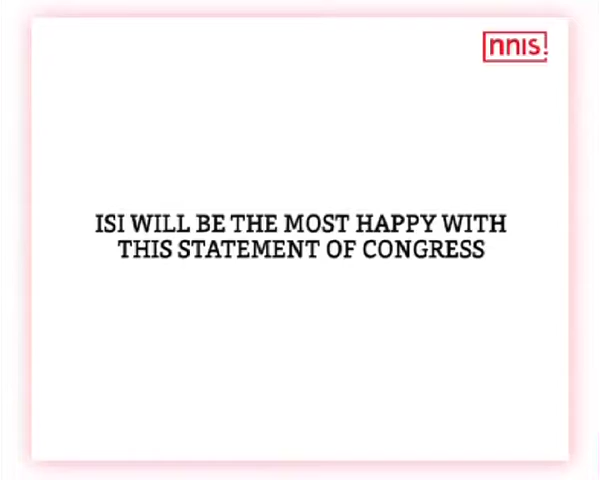 nnis!
ISI WILL BE THE MOST HAPPY WITH
THIS STATEMENT OF CONGRESS